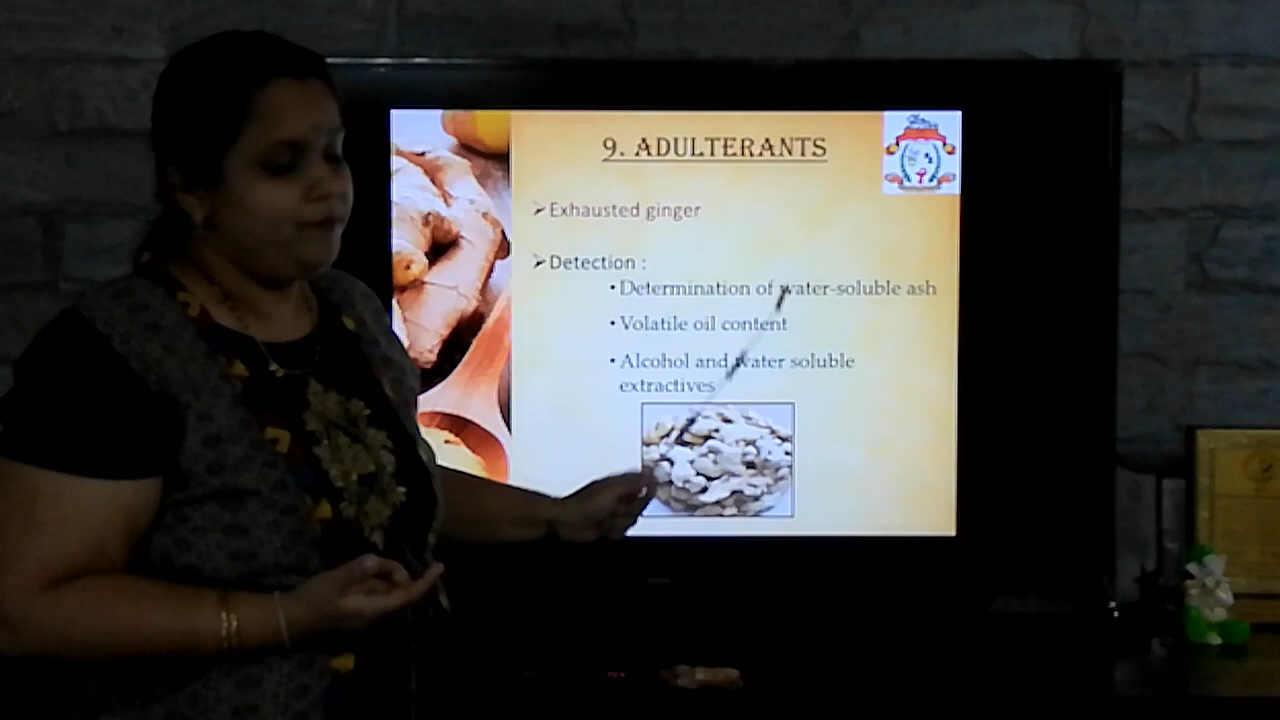 9. ADULTERANTS
➢Exhausted ginger
➢Detection :
• Determination of water-soluble ash
• Volatile oil content
• Alcohol and water soluble
extractives